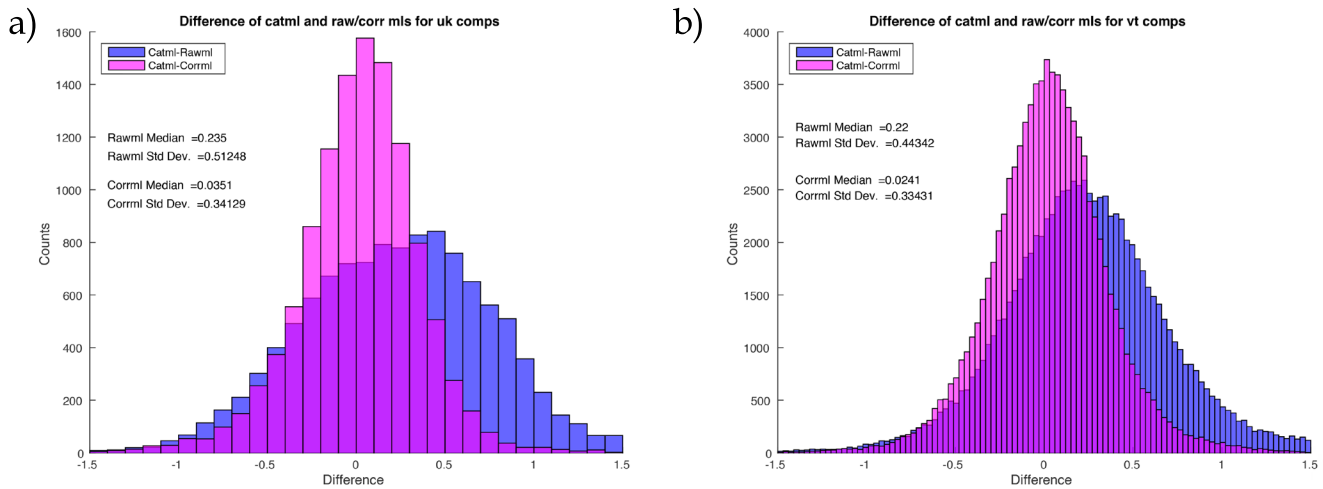 a)
Difference of catml and raw/corr mls for uk comps
Catml-Rawml
Catml-Corrml
Rawml Median =0.235
Rawml Std Dev. =0.51248
Corrml Median =0.0351
Corrml Std Dev. =0.34129
Counts
1600
1400
1200
1000
800
600
400
200
0
-1.5 -1 -0.5 0 0.5 1 1.5
Difference
b)
Difference of catml and raw/corr mls for vt comps
Catml-Rawml
Catml-Corrml
Rawml Median =0.22
Rawml Std Dev. =0.44342
Corrml Median =0.0241
Corrml Std Dev. =0.33431
Counts
4000
3500
3000
2500
2000
1500
1000
500
0
-1.5 -1 -0.5 0 0.5 1 1.5
Difference